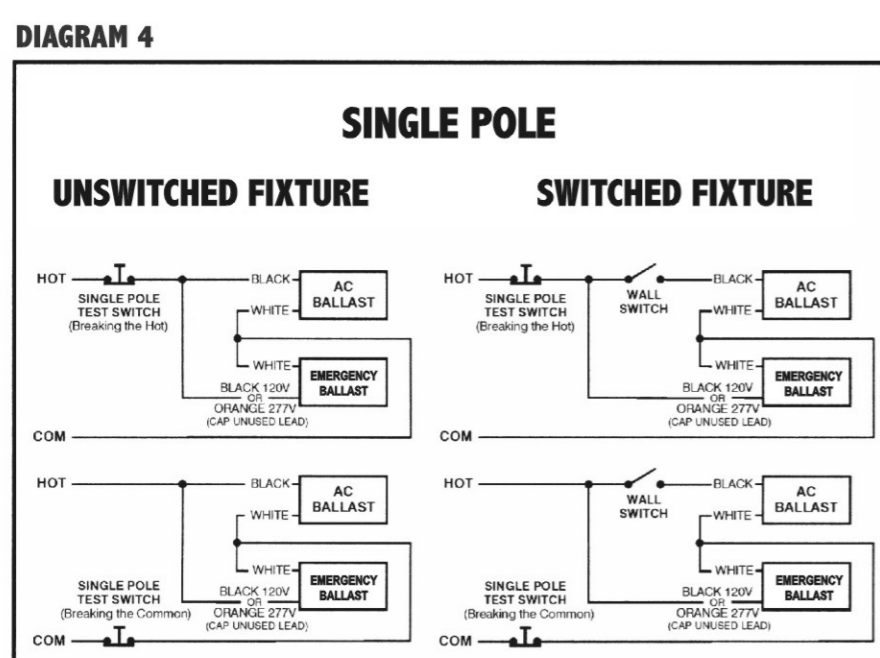 DIAGRAM 4
SINGLE POLE
UNSWITCHED FIXTURE
HOT
SINGLE POLE
TEST SWITCH
(Breaking the Hot)
BLACK
AC
BALLAST
WHITE
WHITE
EMERGENCY
BALLAST
BLACK 120V
OR
ORANGE 277V
(CAP UNUSED LEAD)
COM
SWITCHED FIXTURE
HOT
SINGLE POLE
TEST SWITCH
(Breaking the Hot)
WALL
SWITCH
BLACK
AC
BALLAST
WHITE
WHITE
EMERGENCY
BALLAST
BLACK 120V
OR
ORANGE 277V
(CAP UNUSED LEAD)
COM
HOT
BLACK
AC
BALLAST
WHITE
WHITE
EMERGENCY
BALLAST
SINGLE POLE
TEST SWITCH
(Breaking the Common)
BLACK 120V
OR
ORANGE 277V
(CAP UNUSED LEAD)
COM
HOT
WALL
SWITCH
BLACK
AC
BALLAST
WHITE
WHITE
EMERGENCY
BALLAST
SINGLE POLE
TEST SWITCH
(Breaking the Common)
BLACK 120V
OR
ORANGE 277V
(CAP UNUSED LEAD)
COM